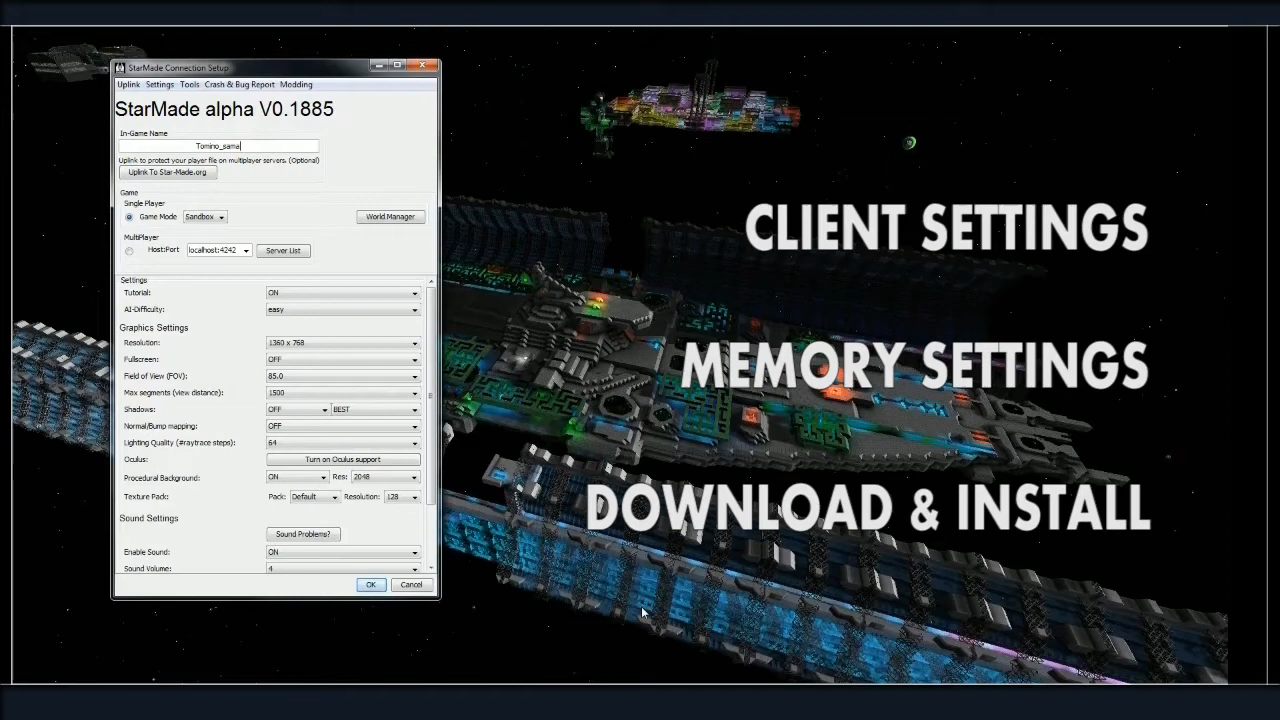 StarMade Connection Setup
Uplink Settings Tools Crash & Bug Report Modding
StarMade alpha V0.1885
In-Game Name
Tomino_sama
Uplink to protect your player file on multiplayer servers. (Optional)
Uplink To Star-Made.org
Game
Single Player
Game Mode Sandbox World Manager
MultiPlayer
Host:Port localhost:4242 Server List
Settings
Tutorial: ON
AI-Difficulty: easy
Graphics Settings
Resolution: 1360 x 768
Fullscreen: OFF
Field of View (FOV): 85.0
Max segments (view distance): 1500
Shadows: OFF BEST
Normal/Bump mapping: OFF
Lighting Quality (#raytrace steps): 64
Oculus: Turn on Oculus support
Procedural Background: ON Res: 2048
Texture Pack: Pack: Default Resolution: 128
Sound Settings
Sound Problems?
Enable Sound: ON
Sound Volume: 4
OK Cancel
CLIENT SETTINGS
MEMORY SETTINGS
DOWNLOAD & INSTALL